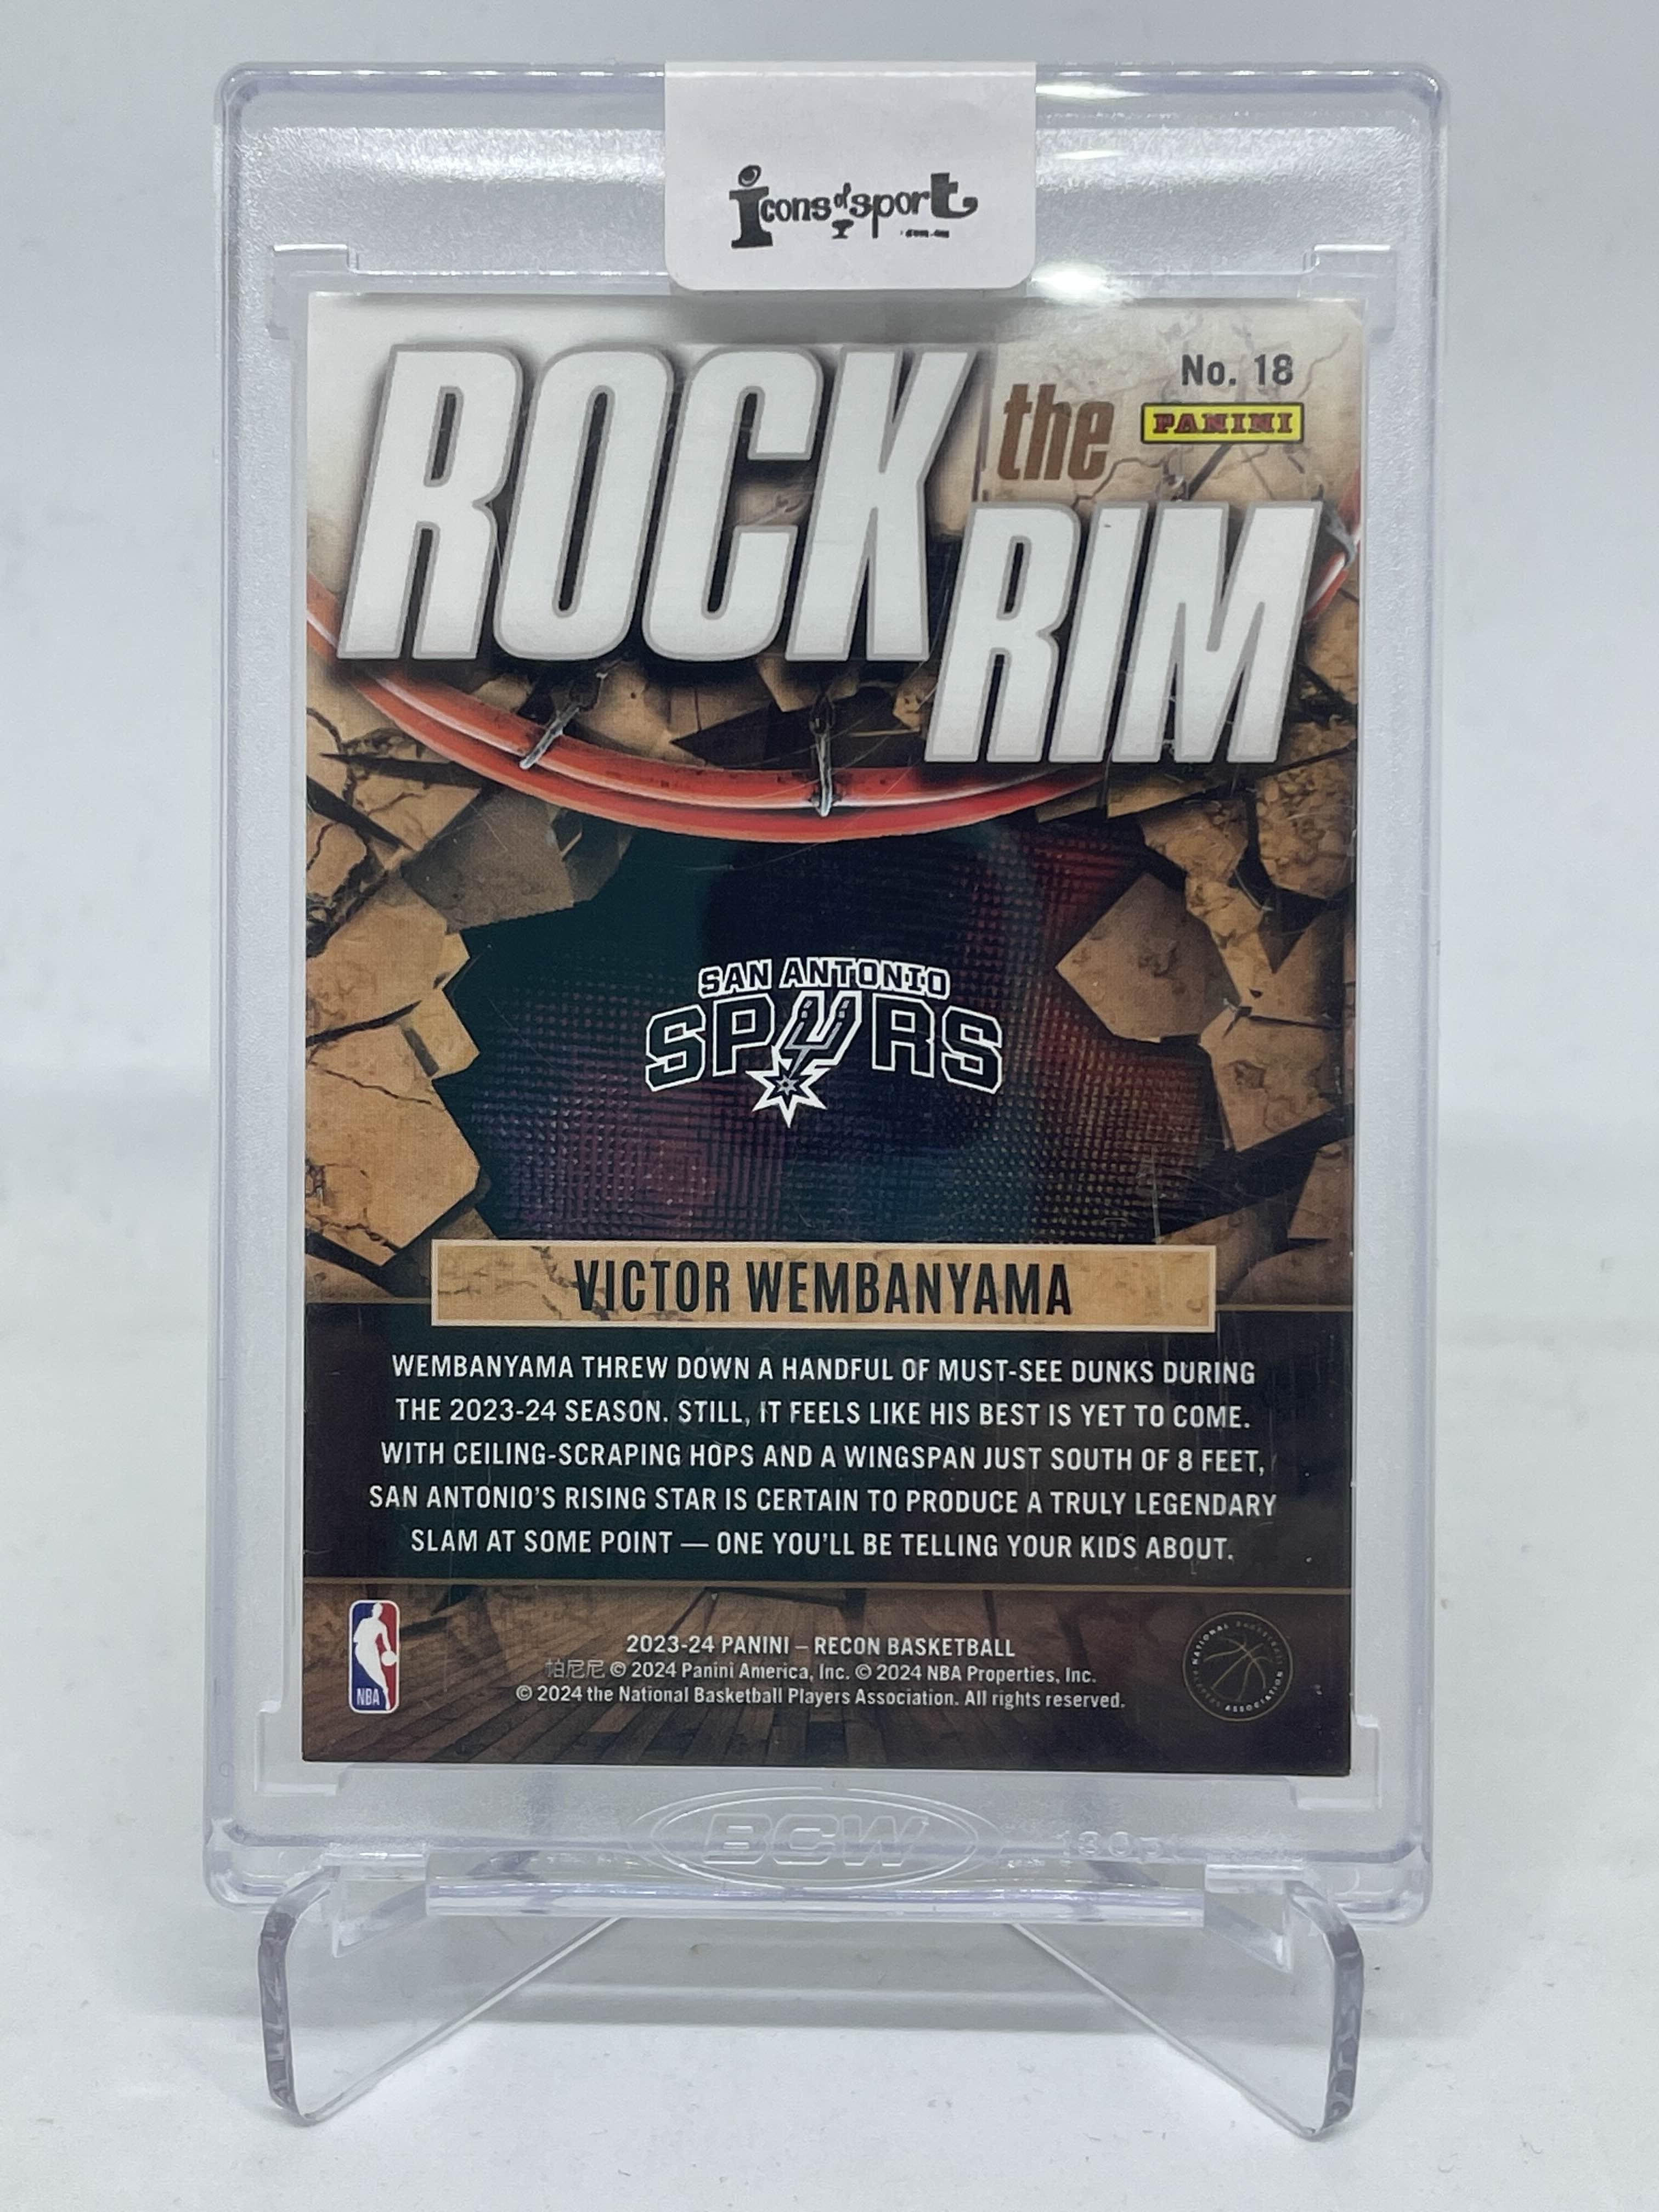 icons of sport
No. 18
PANINI
ROCK the RIM
SAN ANTONIO
SPURS
VICTOR WEMBANYAMA
WEMBANYAMA THREW DOWN A HANDFUL OF MUST-SEE DUNKS DURING
THE 2023-24 SEASON. STILL, IT FEELS LIKE HIS BEST IS YET TO COME.
WITH CEILING-SCRAPING HOPS AND A WINGSPAN JUST SOUTH OF 8 FEET,
SAN ANTONIO'S RISING STAR IS CERTAIN TO PRODUCE A TRULY LEGENDARY
SLAM AT SOME POINT — ONE YOU'LL BE TELLING YOUR KIDS ABOUT.
NBA
2023-24 PANINI – RECON BASKETBALL
帕尼尼 © 2024 Panini America, Inc. © 2024 NBA Properties, Inc.
© 2024 the National Basketball Players Association. All rights reserved.
NATIONAL BASKETBALL PLAYERS ASSOCIATION
BCW
130pt